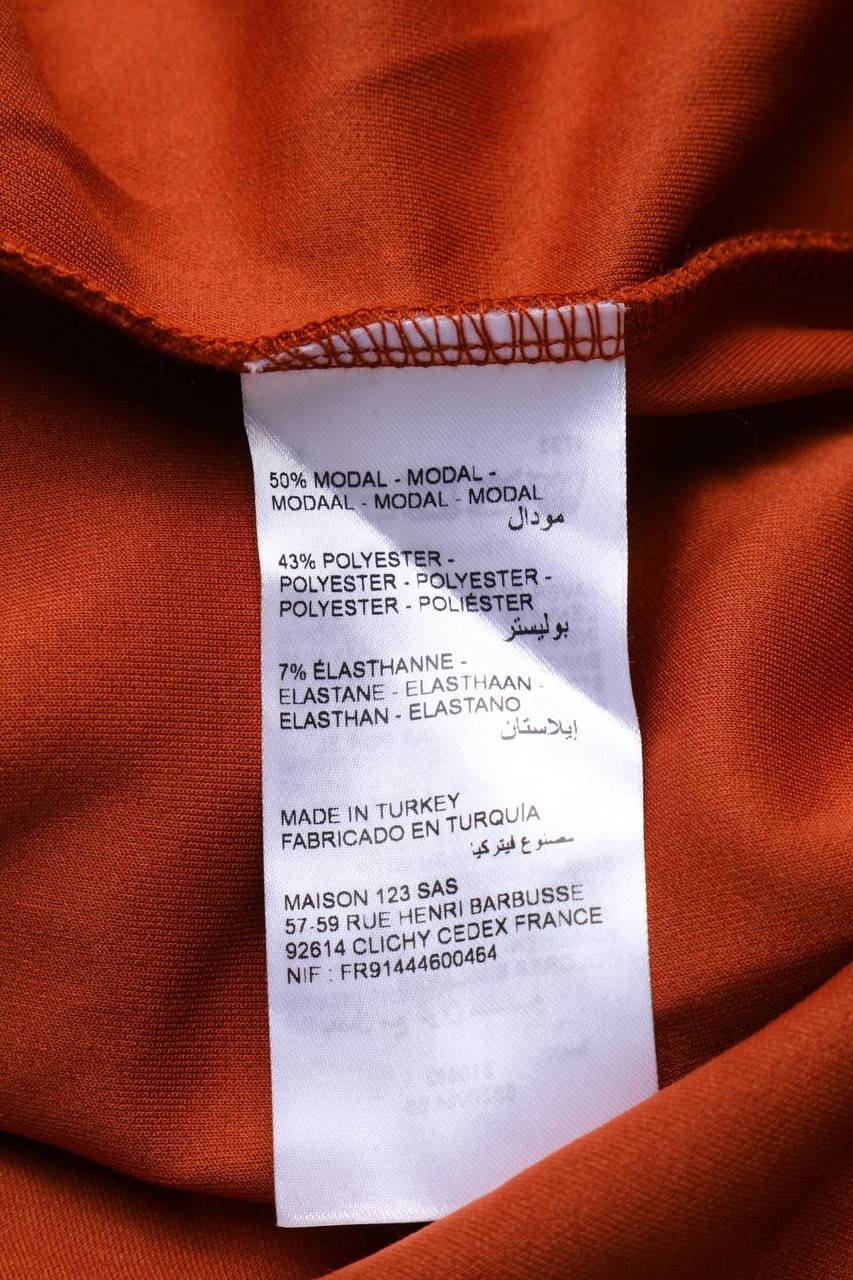 50% MODAL - MODAL -
MODAAL - MODAL - MODAL
مودال
43% POLYESTER -
POLYESTER - POLYESTER -
POLYESTER - POLIÉSTER
بوليستر
7% ÉLASTHANNE -
ELASTANE - ELASTHAAN -
ELASTHAN - ELASTANO
إيلاستان
MADE IN TURKEY
FABRICADO EN TURQUÍA
مصنوع فيتركيا
MAISON 123 SAS
57-59 RUE HENRI BARBUSSE
92614 CLICHY CEDEX FRANCE
NIF : FR91444600464